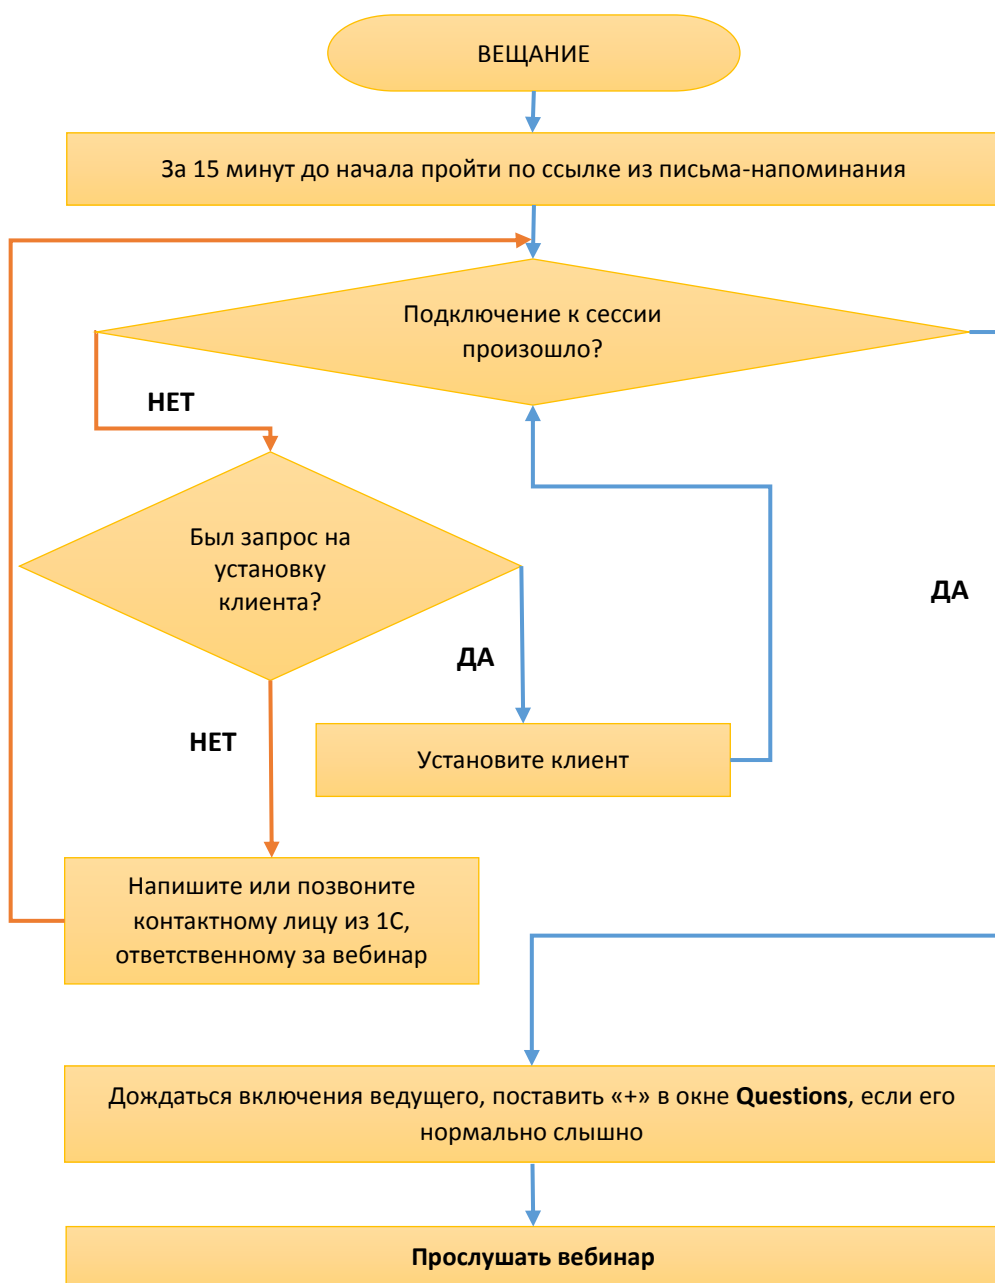 ВЕЩАНИЕ
За 15 минут до начала пройти по ссылке из письма-напоминания
Подключение к сессии
произошло?
НЕТ
Был запрос на
установку
клиента?
ДА
ДА
НЕТ
Установите клиент
Напишите или позвоните
контактному лицу из 1С,
ответственному за вебинар
Дождаться включения ведущего, поставить «+» в окне Questions, если его
нормально слышно
Прослушать вебинар